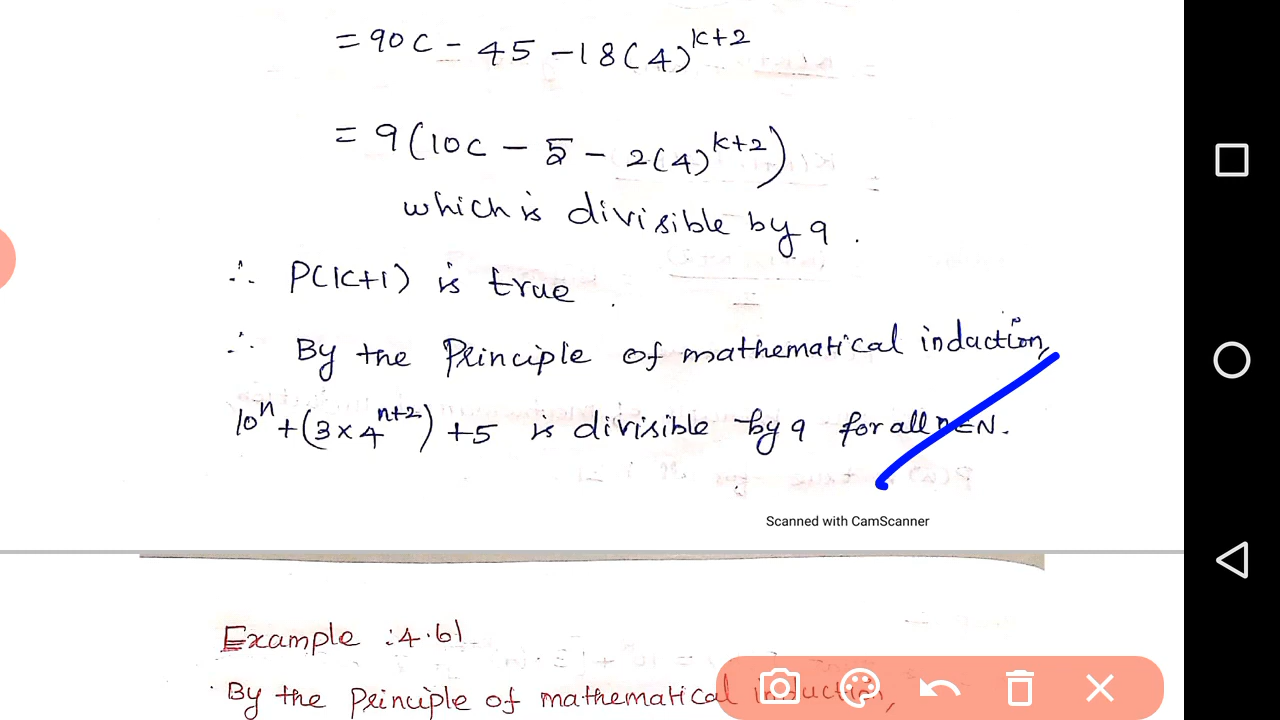 = 90c - 45 - 18(4)^{k+2}
= 9(10c - 5 - 2(4)^{k+2})
which is divisible by 9.
∴ P(k+1) is true.
∴ By the Principle of mathematical induction,
10^n + (3×4^{n+2}) + 5 is divisible by 9 for all n∈N.
Scanned with CamScanner
Example : 4.61
By the Principle of mathematical induction,